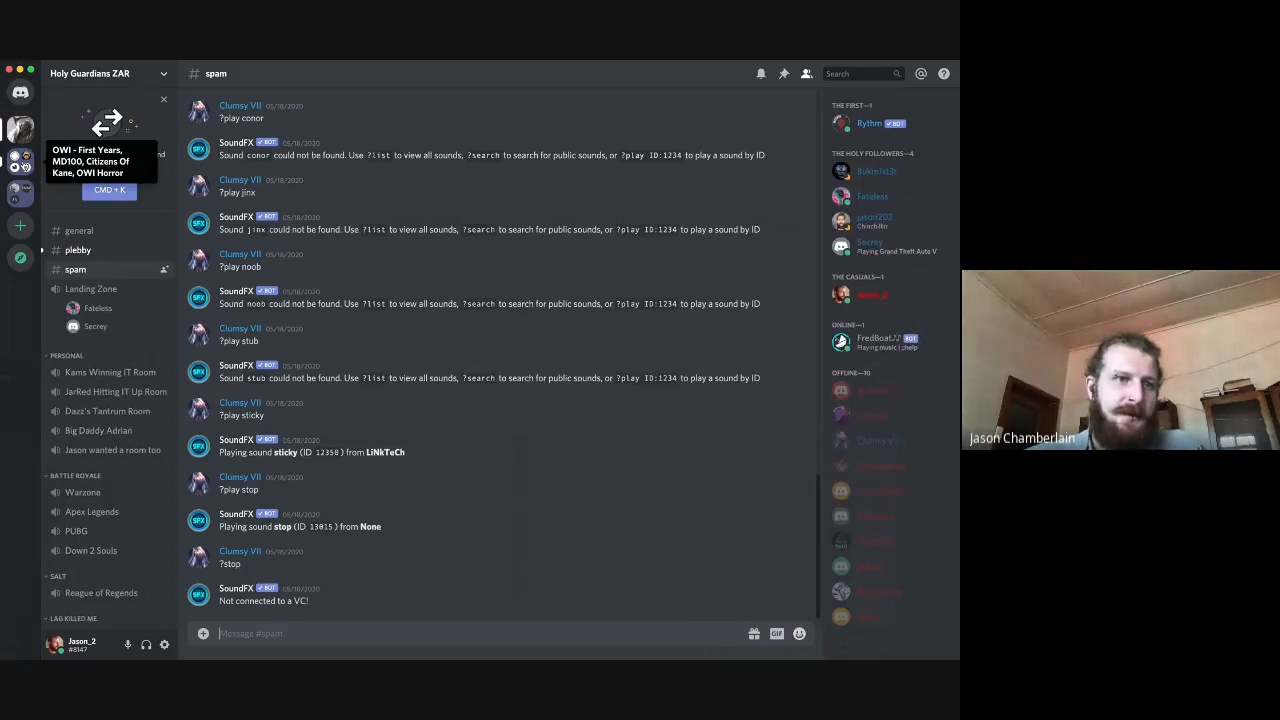 Holy Guardians ZAR
# spam
Search
OWI - First Years,
MD100, Citizens Of
Kane, OWI Horror
nd
CMD + K
general
plebby
spam
Landing Zone
Fateless
Secrey
PERSONAL
Kams Winning IT Room
JarRed Hitting IT Up Room
Dazz's Tantrum Room
Big Daddy Adrian
Jason wanted a room too
BATTLE ROYALE
Warzone
Apex Legends
PUBG
Down 2 Souls
SALT
Reague of Regends
LAG KILLED ME.
Jason_2
#8147
Clumsy VII 05/18/2020
?play conor
SoundFX BOT 05/18/2020
Sound conor could not be found. Use ?list to view all sounds, ?search to search for public sounds, or ?play ID:1234 to play a sound by ID
Clumsy VII 05/18/2020
?play jinx
SoundFX BOT 05/18/2020
Sound jinx could not be found. Use ?list to view all sounds, ?search to search for public sounds, or ?play ID:1234 to play a sound by ID
Clumsy VII 05/18/2020
?play noob
SoundFX BOT 05/18/2020
Sound noob could not be found. Use ?list to view all sounds, ?search to search for public sounds, or ?play ID:1234 to play a sound by ID
Clumsy VII 05/18/2020
?play stub
SoundFX BOT 05/18/2020
Sound stub could not be found. Use ?list to view all sounds, ?search to search for public sounds, or ?play ID:1234 to play a sound by ID
Clumsy VII 05/18/2020
?play sticky
SoundFX BOT 05/18/2020
Playing sound sticky (ID 12350) from LiNkTeCh
Clumsy VII 05/18/2020
?play stop
SoundFX BOT 05/18/2020
Playing sound stop (ID 13015) from None
Clumsy VII 05/18/2020
?stop
SoundFX BOT 05/18/2020
Not connected to a VC!
Message #spam
GIF
THE FIRST—1
Rythm BOT
THE HOLY FOLLOWERS—4
Bukm1st3r
Fateless
jason202
Chinchillin'
Secrey
Playing Grand Theft Auto V
THE CASUALS—1
Jason_2
ONLINE—1
FredBoat♪♪ BOT
Playing music | ;;help
OFFLINE—10
Clumsy VII
Jason Chamberlain